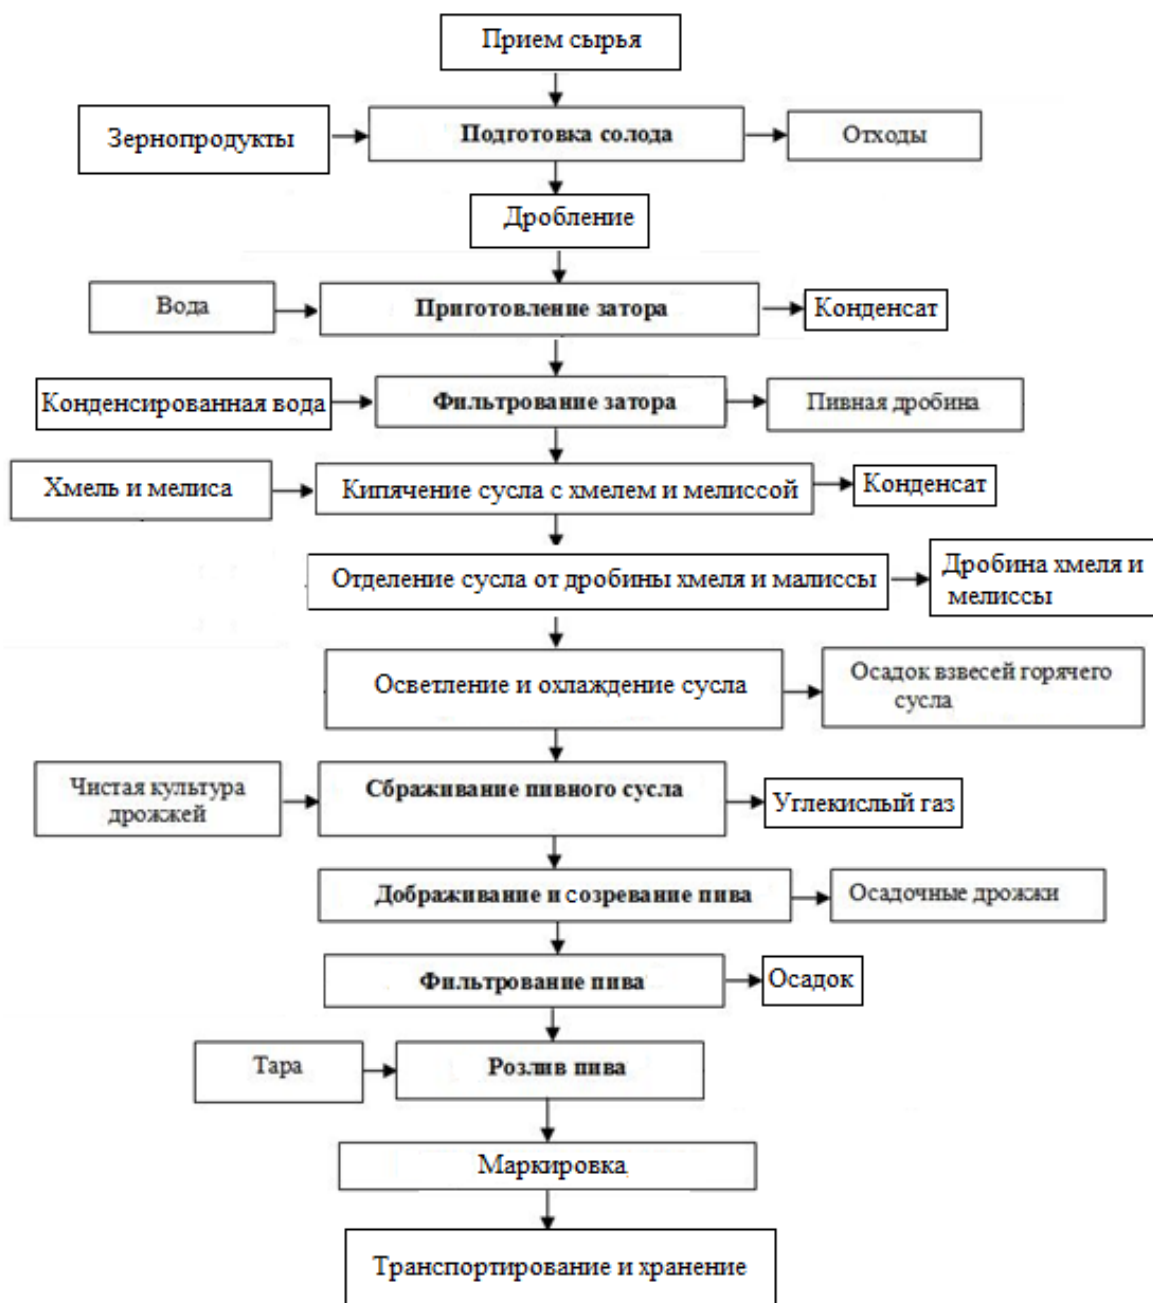 Прием сырья
Зернопродукты
Подготовка солода
Отходы
Дробление
Вода
Приготовление затора
Конденсат
Конденсированная вода
Фильтрование затора
Пивная дробина
Хмель и мелиса
Кипячение сусла с хмелем и мелиссой
Конденсат
Отделение сусла от дробины хмеля и малиссы
Дробина хмеля и
мелиссы
Осветление и охлаждение сусла
Осадок взвесей горячего
сусла
Чистая культура
дрожжей
Сбраживание пивного сусла
Углекислый газ
Дображивание и созревание пива
Осадочные дрожжи
Фильтрование пива
Осадок
Тара
Розлив пива
Маркировка
Транспортирование и хранение